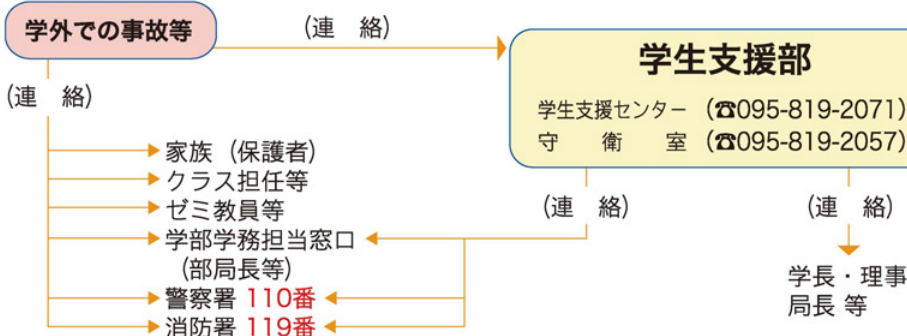 学外での事故等
(連 絡)
学生支援部
学生支援センター (☎095-819-2071)
守 衛 室 (☎095-819-2057)
(連 絡)
家族 (保護者)
クラス担任等
ゼミ教員等
学部学務担当窓口
(部局長等)
警察署 110番
消防署 119番
(連 絡)
(連 絡)
学長・理事
局長 等